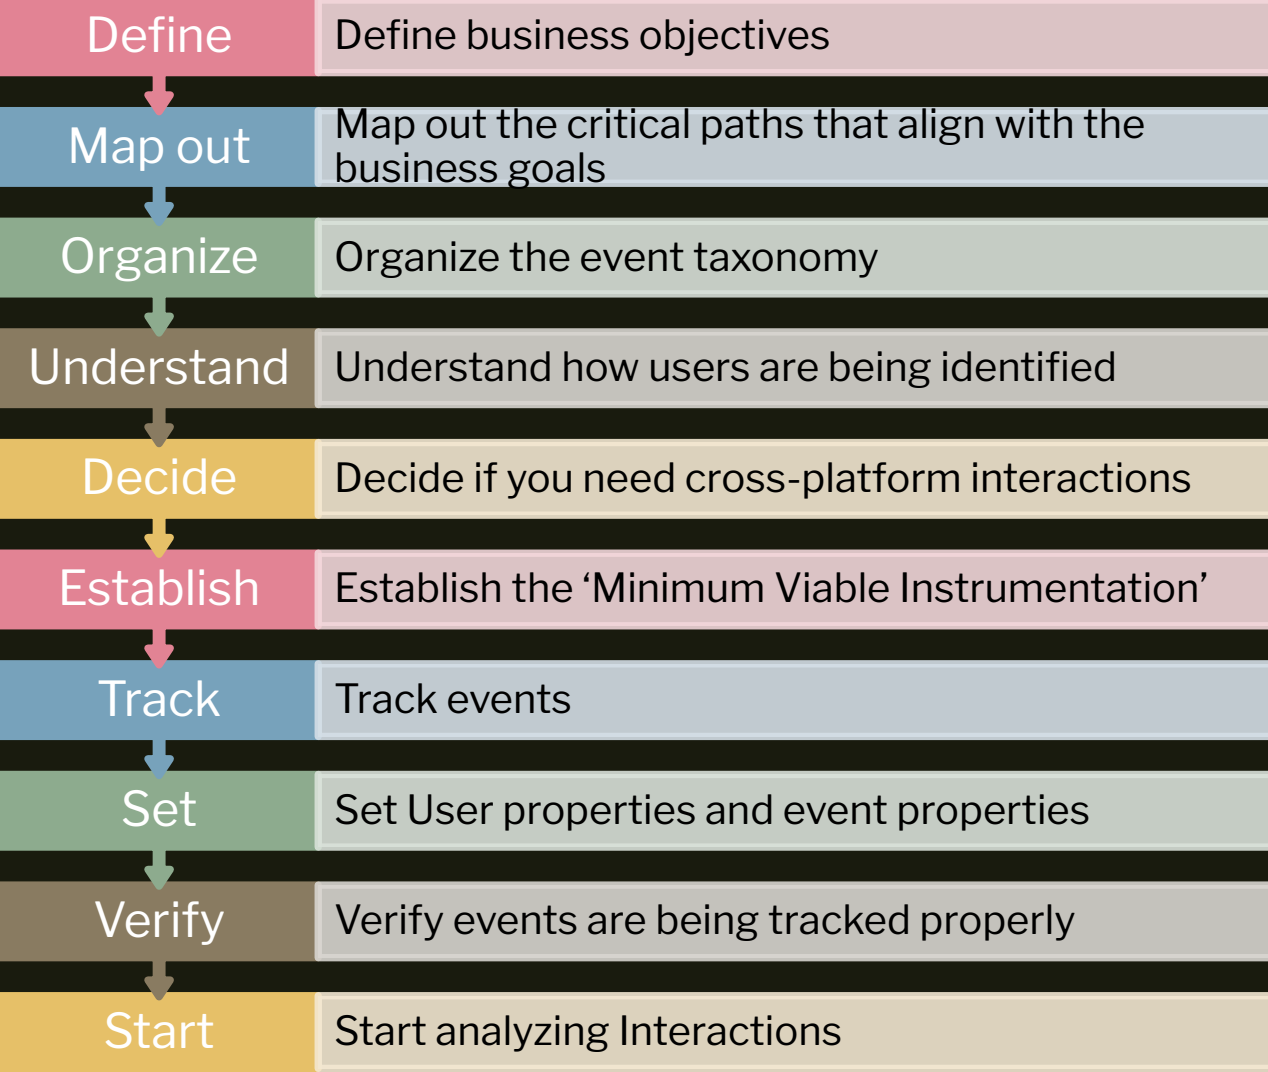 Define
Define business objectives
Map out
Map out the critical paths that align with the
business goals
Organize
Organize the event taxonomy
Understand
Understand how users are being identified
Decide
Decide if you need cross-platform interactions
Establish
Establish the ‘Minimum Viable Instrumentation’
Track
Track events
Set
Set User properties and event properties
Verify
Verify events are being tracked properly
Start
Start analyzing Interactions